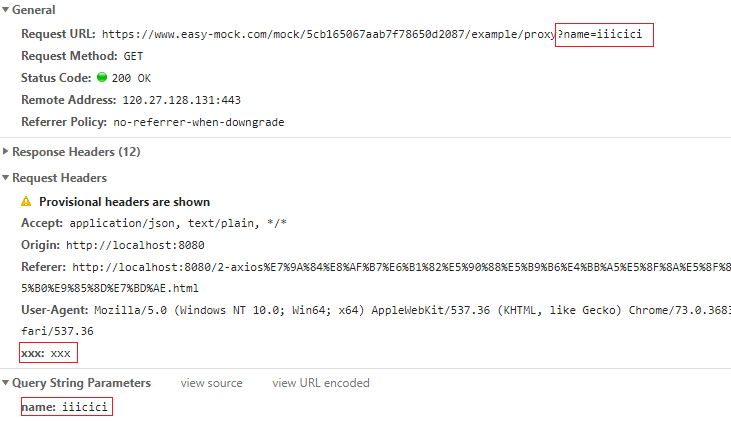 General
Request URL: https://www.easy-mock.com/mock/5cb165067aab7f78650d2087/example/proxy?name=iiicici
Request Method: GET
Status Code: 200 OK
Remote Address: 120.27.128.131:443
Referrer Policy: no-referrer-when-downgrade
Response Headers (12)
Request Headers
Provisional headers are shown
Accept: application/json, text/plain, */*
Origin: http://localhost:8080
Referer: http://localhost:8080/2-axios%E7%9A%84%E8%AF%B7%E6%B1%82%E5%90%88%E5%B9%B6%E4%BB%A5%E5%8F%8A%E5%8F%8
5%B0%E9%85%8D%E7%BD%AE.html
User-Agent: Mozilla/5.0 (Windows NT 10.0; Win64; x64) AppleWebKit/537.36 (KHTML, like Gecko) Chrome/73.0.3683
fari/537.36
xxx: xxx
Query String Parameters view source view URL encoded
name: iiicici